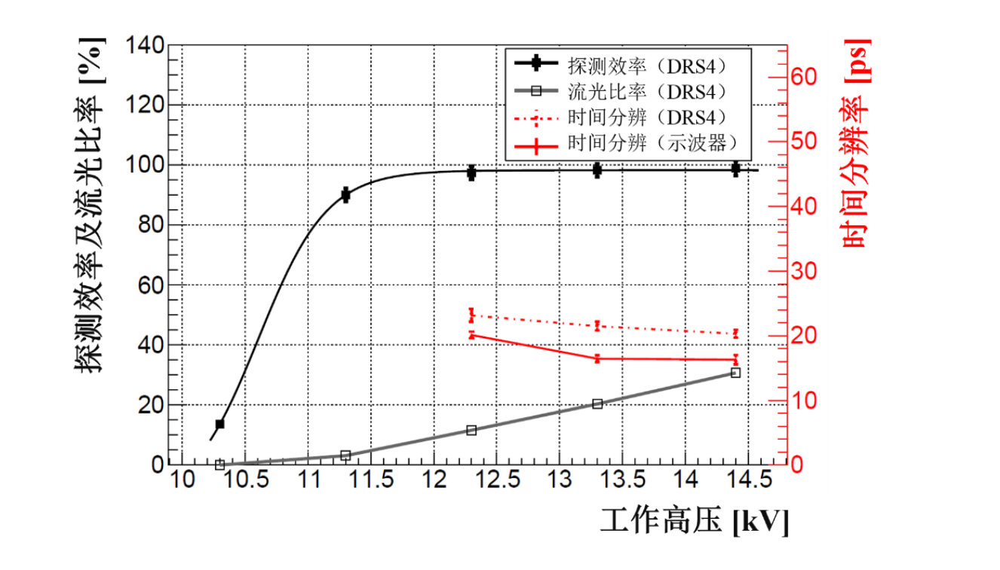 探测效率及流光比率 [%]
140
120
100
80
60
40
20
0
探测效率（DRS4）
流光比率（DRS4）
时间分辨（DRS4）
时间分辨（示波器）
60
50
40
30
20
10
0
时间分辨率 [ps]
10 10.5 11 11.5 12 12.5 13 13.5 14 14.5
工作高压 [kV]